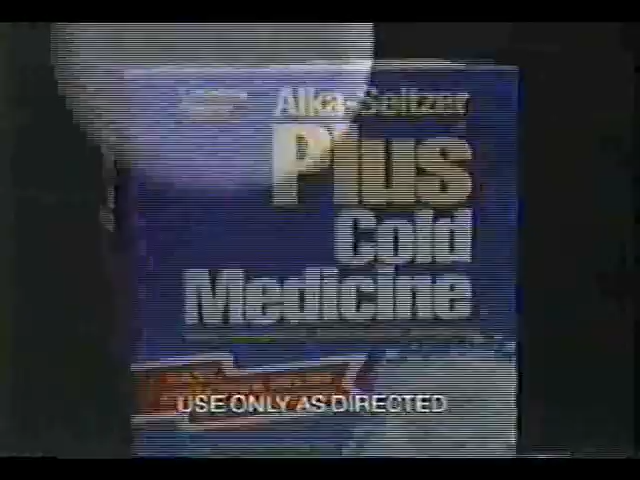 Alka-Seltzer
Plus
Cold
Medicine
USE ONLY AS DIRECTED